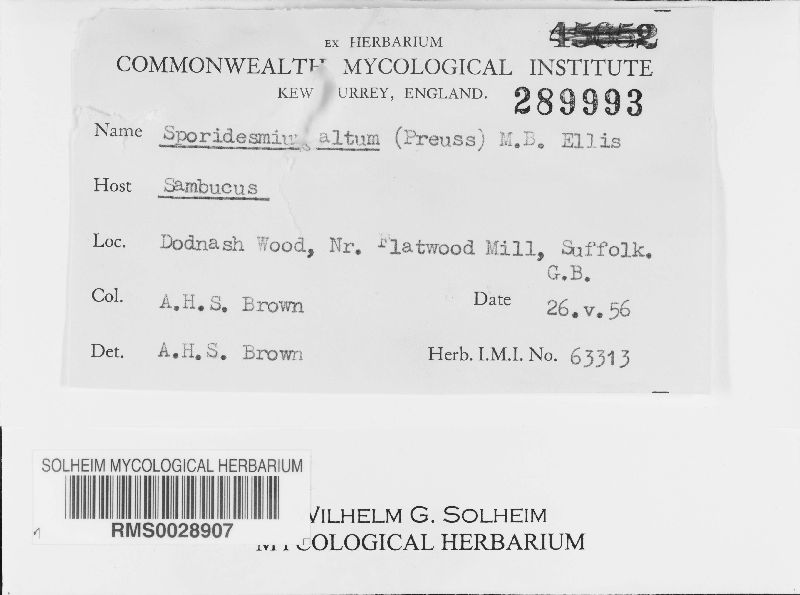 45052
EX HERBARIUM
COMMONWEALTH MYCOLOGICAL INSTITUTE
KEW URREY, ENGLAND.
289993
Name Sporidesmiu altum (Preuss) M.B. Ellis
Host Sambucus
Loc. Dodnash Wood, Nr. Flatwood Mill, Suffolk.
G.B.
Col. A.H.S. Brown Date 26.v.56
Det. A.H.S. Brown Herb. I.M.I. No. 63313
SOLHEIM MYCOLOGICAL HERBARIUM
RMS0028907
WILHELM G. SOLHEIM
MYCOLOGICAL HERBARIUM